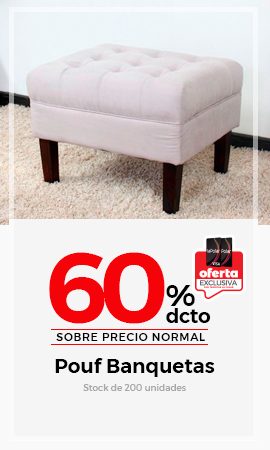 60%
dcto
oferta
EXCLUSIVA
SOBRE PRECIO NORMAL
Pouf Banquetas
Stock de 200 unidades